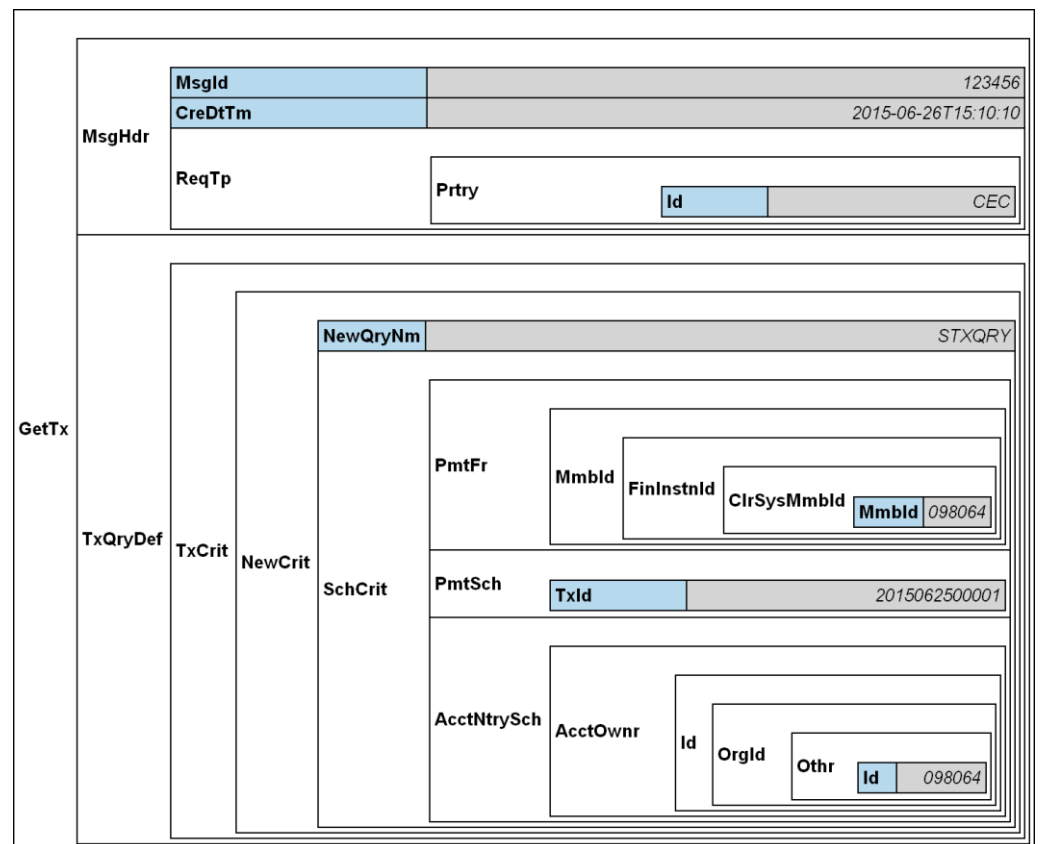 MsgId 123456
CreDtTm 2015-06-26T15:10:10
MsgHdr
ReqTp
Prtry
Id CEC
NewQryNm STXQRY
GetTx
PmtFr
MmbId
FinInstnId
ClrSysMmbId
MmbId 098064
TxQryDef
TxCrit
NewCrit
SchCrit
PmtSch
TxId 2015062500001
AcctNtrySch
AcctOwnr
Id
OrgId
Othr
Id 098064